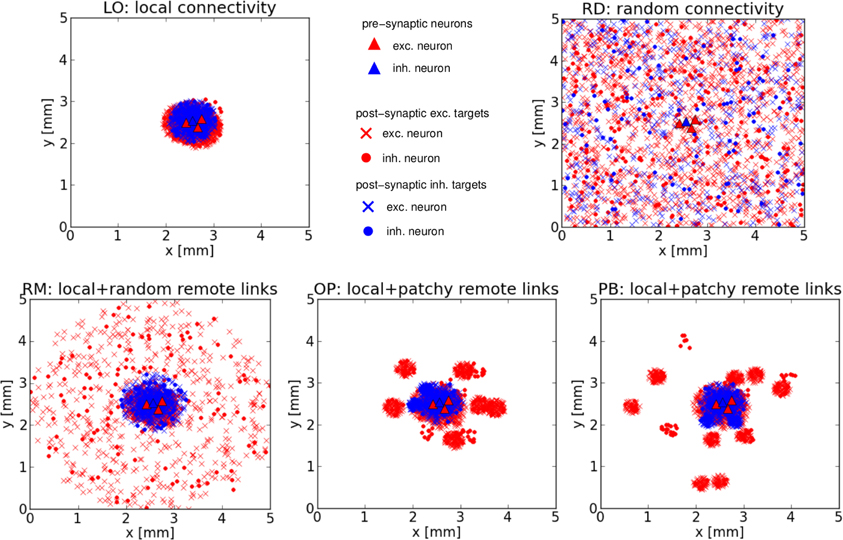 LO: local connectivity
5
4
3
2
1
0
y [mm]
0 1 2 3 4 5
x [mm]
pre-synaptic neurons
exc. neuron
inh. neuron
post-synaptic exc. targets
exc. neuron
inh. neuron
post-synaptic inh. targets
exc. neuron
inh. neuron
RD: random connectivity
5
4
3
2
1
0
y [mm]
0 1 2 3 4 5
x [mm]
RM: local+random remote links
5
4
3
2
1
0
y [mm]
0 1 2 3 4 5
x [mm]
OP: local+patchy remote links
5
4
3
2
1
0
y [mm]
0 1 2 3 4 5
x [mm]
PB: local+patchy remote links
5
4
3
2
1
0
y [mm]
0 1 2 3 4 5
x [mm]